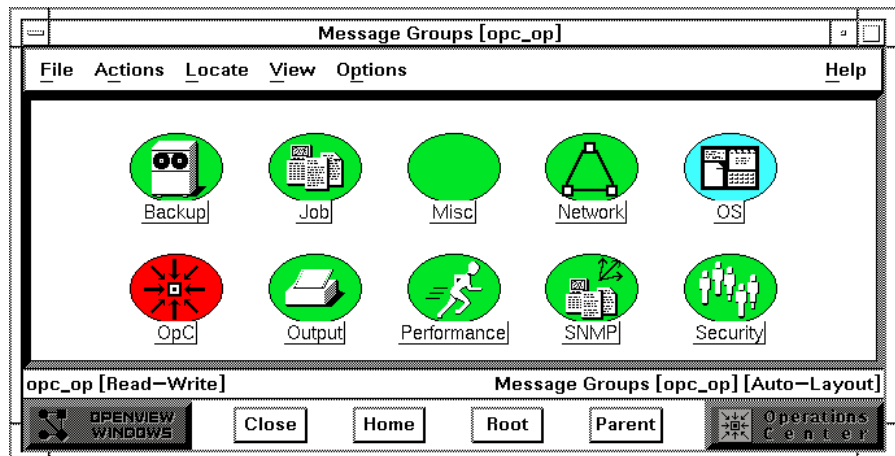 Message Groups [opc_op]
File Actions Locate View Options Help
Backup Job Misc Network OS
OpC Output Performance SNMP Security
opc_op [Read-Write] Message Groups [opc_op] [Auto-Layout]
OPENVIEW WINDOWS Close Home Root Parent Operations Center